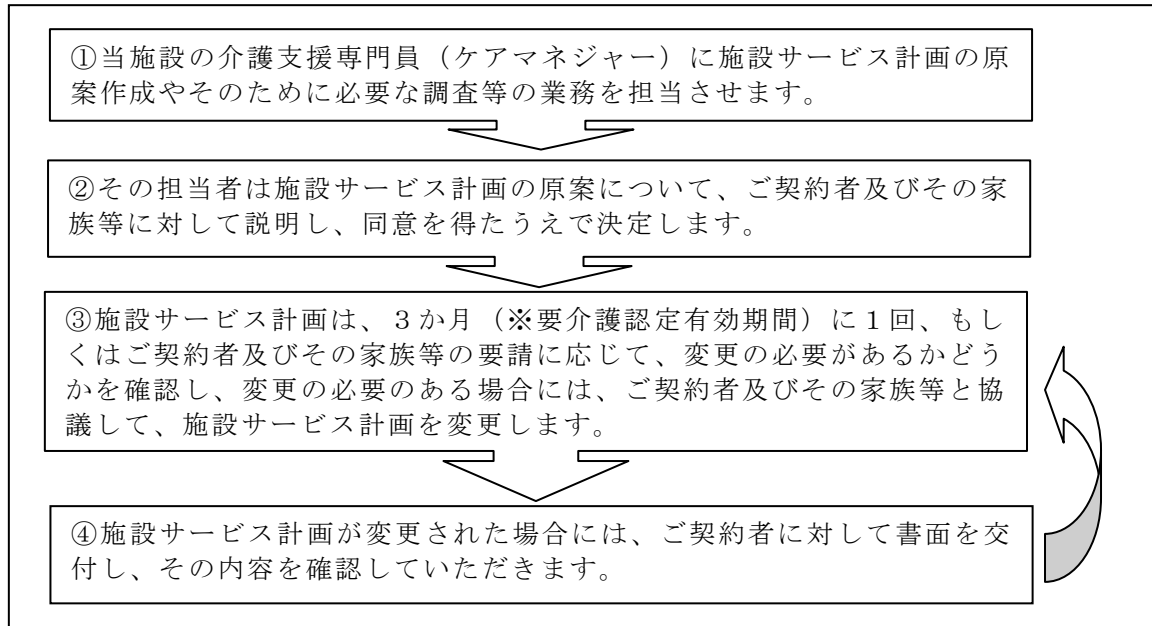 ①当施設の介護支援専門員（ケアマネジャー）に施設サービス計画の原
案作成やそのために必要な調査等の業務を担当させます。
②その担当者は施設サービス計画の原案について、ご契約者及びその家
族等に対して説明し、同意を得たうえで決定します。
③施設サービス計画は、３か月（※要介護認定有効期間）に１回、もし
くはご契約者及びその家族等の要請に応じて、変更の必要があるかどう
かを確認し、変更の必要のある場合には、ご契約者及びその家族等と協
議して、施設サービス計画を変更します。
④施設サービス計画が変更された場合には、ご契約者に対して書面を交
付し、その内容を確認していただきます。